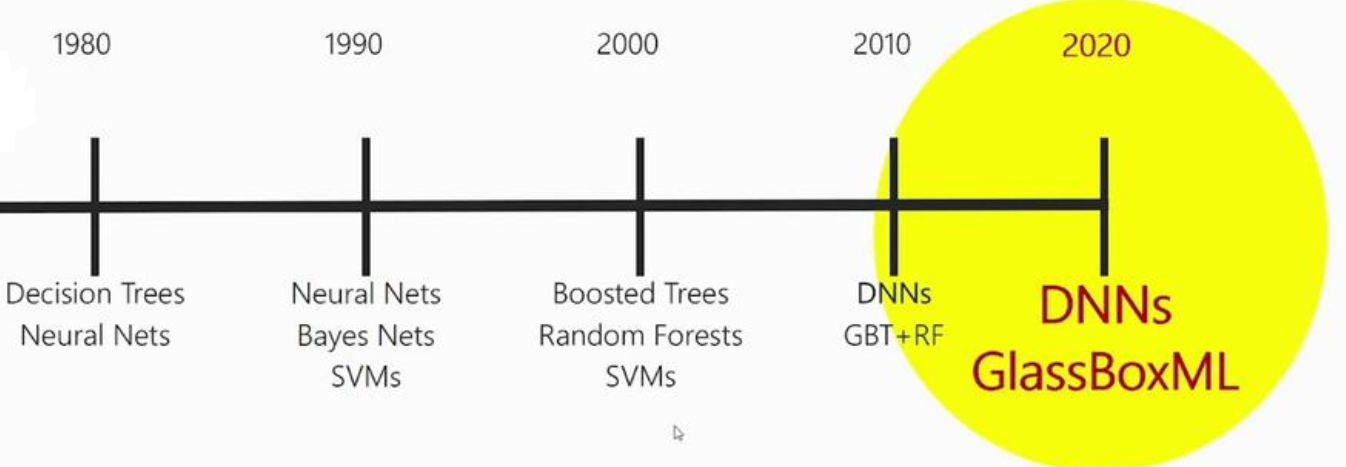 1980
1990
2000
2010
2020
Decision Trees
Neural Nets
Neural Nets
Bayes Nets
SVMs
Boosted Trees
Random Forests
SVMs
DNNs
GBT+RF
DNNs
GlassBoxML